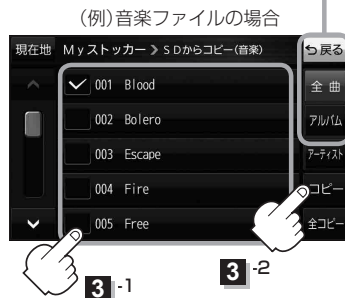 (例)音楽ファイルの場合
現在地 Myストッカー > SDからコピー(音楽) 戻る
001 Blood
全曲
002 Bolero
アルバム
003 Escape
アーティスト
004 Fire
コピー
005 Free
全コピー
3 -1
3 -2